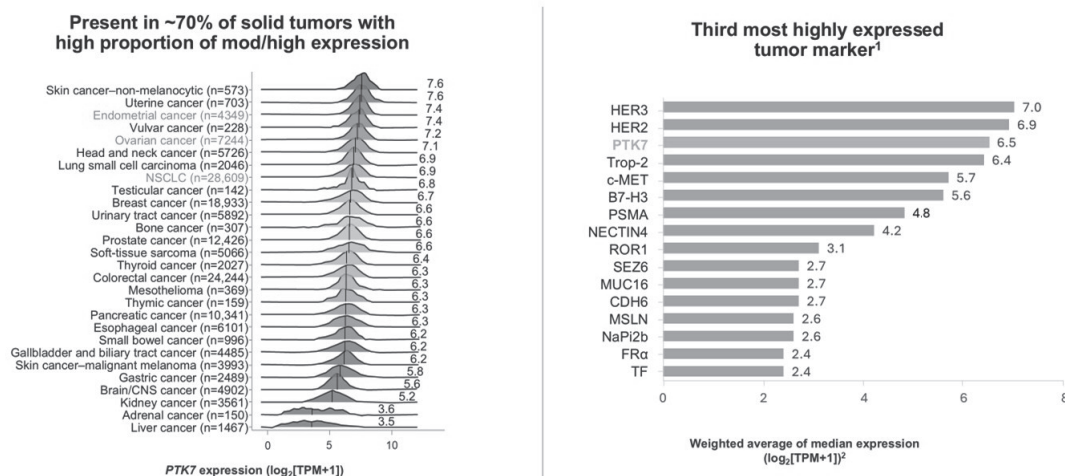 Present in ~70% of solid tumors with
high proportion of mod/high expression
Skin cancer–non-melanocytic (n=573) 7.6
Uterine cancer (n=703) 7.6
Endometrial cancer (n=4349) 7.4
Vulvar cancer (n=228) 7.4
Ovarian cancer (n=7244) 7.2
Head and neck cancer (n=5726) 7.1
Lung small cell carcinoma (n=2046) 6.9
NSCLC (n=28,609) 6.9
Testicular cancer (n=142) 6.8
Breast cancer (n=18,933) 6.7
Urinary tract cancer (n=5892) 6.6
Bone cancer (n=307) 6.6
Prostate cancer (n=12,426) 6.6
Soft-tissue sarcoma (n=5066) 6.6
Thyroid cancer (n=2027) 6.4
Colorectal cancer (n=24,244) 6.3
Mesothelioma (n=369) 6.3
Thymic cancer (n=159) 6.3
Pancreatic cancer (n=10,341) 6.3
Esophageal cancer (n=6101) 6.3
Small bowel cancer (n=996) 6.2
Gallbladder and biliary tract cancer (n=4485) 6.2
Skin cancer–malignant melanoma (n=3993) 6.2
Gastric cancer (n=2489) 5.8
Brain/CNS cancer (n=4902) 5.6
Kidney cancer (n=3561) 5.2
Adrenal cancer (n=150) 3.6
Liver cancer (n=1467) 3.5
0 5 10
PTK7 expression (log2[TPM+1])
Third most highly expressed
tumor marker1
HER3 7.0
HER2 6.9
PTK7 6.5
Trop-2 6.4
c-MET 5.7
B7-H3 5.6
PSMA 4.8
NECTIN4 4.2
ROR1 3.1
SEZ6 2.7
MUC16 2.7
CDH6 2.7
MSLN 2.6
NaPi2b 2.6
FRα 2.4
TF 2.4
0 2 4 6 8
Weighted average of median expression
(log2[TPM+1])2